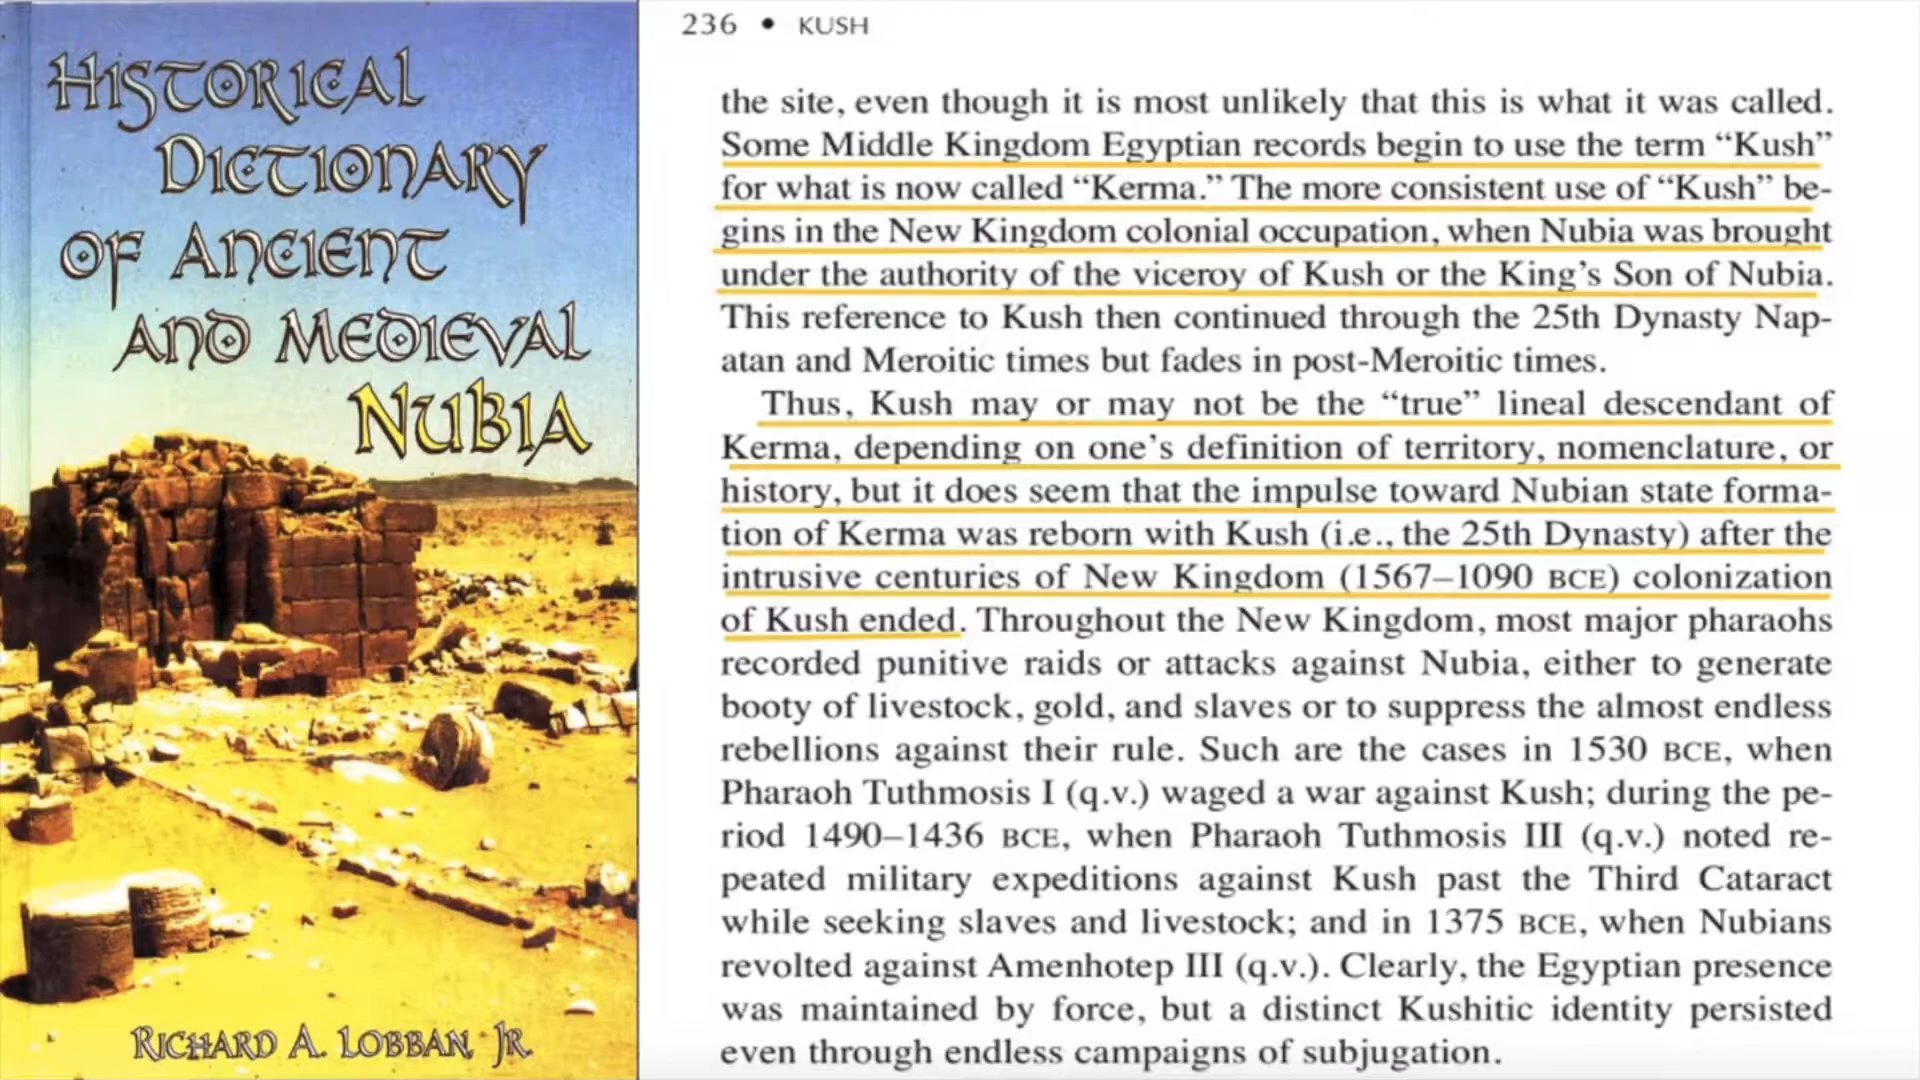 HISTORICAL
DICTIONARY
OF ANCIENT
AND MEDIEVAL
NUBIA
RICHARD A. LOBBAN, JR.
236 • KUSH
the site, even though it is most unlikely that this is what it was called.
Some Middle Kingdom Egyptian records begin to use the term “Kush”
for what is now called “Kerma.” The more consistent use of “Kush” be-
gins in the New Kingdom colonial occupation, when Nubia was brought
under the authority of the viceroy of Kush or the King’s Son of Nubia.
This reference to Kush then continued through the 25th Dynasty Nap-
atan and Meroitic times but fades in post-Meroitic times.
Thus, Kush may or may not be the “true” lineal descendant of
Kerma, depending on one’s definition of territory, nomenclature, or
history, but it does seem that the impulse toward Nubian state forma-
tion of Kerma was reborn with Kush (i.e., the 25th Dynasty) after the
intrusive centuries of New Kingdom (1567–1090 BCE) colonization
of Kush ended. Throughout the New Kingdom, most major pharaohs
recorded punitive raids or attacks against Nubia, either to generate
booty of livestock, gold, and slaves or to suppress the almost endless
rebellions against their rule. Such are the cases in 1530 BCE, when
Pharaoh Tuthmosis I (q.v.) waged a war against Kush; during the pe-
riod 1490–1436 BCE, when Pharaoh Tuthmosis III (q.v.) noted re-
peated military expeditions against Kush past the Third Cataract
while seeking slaves and livestock; and in 1375 BCE, when Nubians
revolted against Amenhotep III (q.v.). Clearly, the Egyptian presence
was maintained by force, but a distinct Kushitic identity persisted
even through endless campaigns of subjugation.